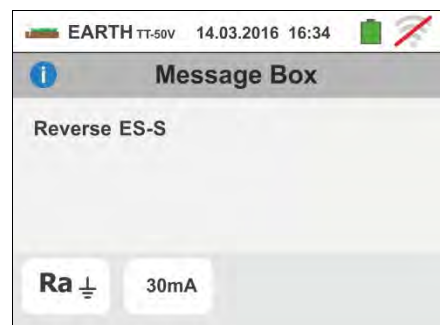 EARTH TT-50V 14.03.2016 16:34
i Message Box
Reverse ES-S
Ra 30mA